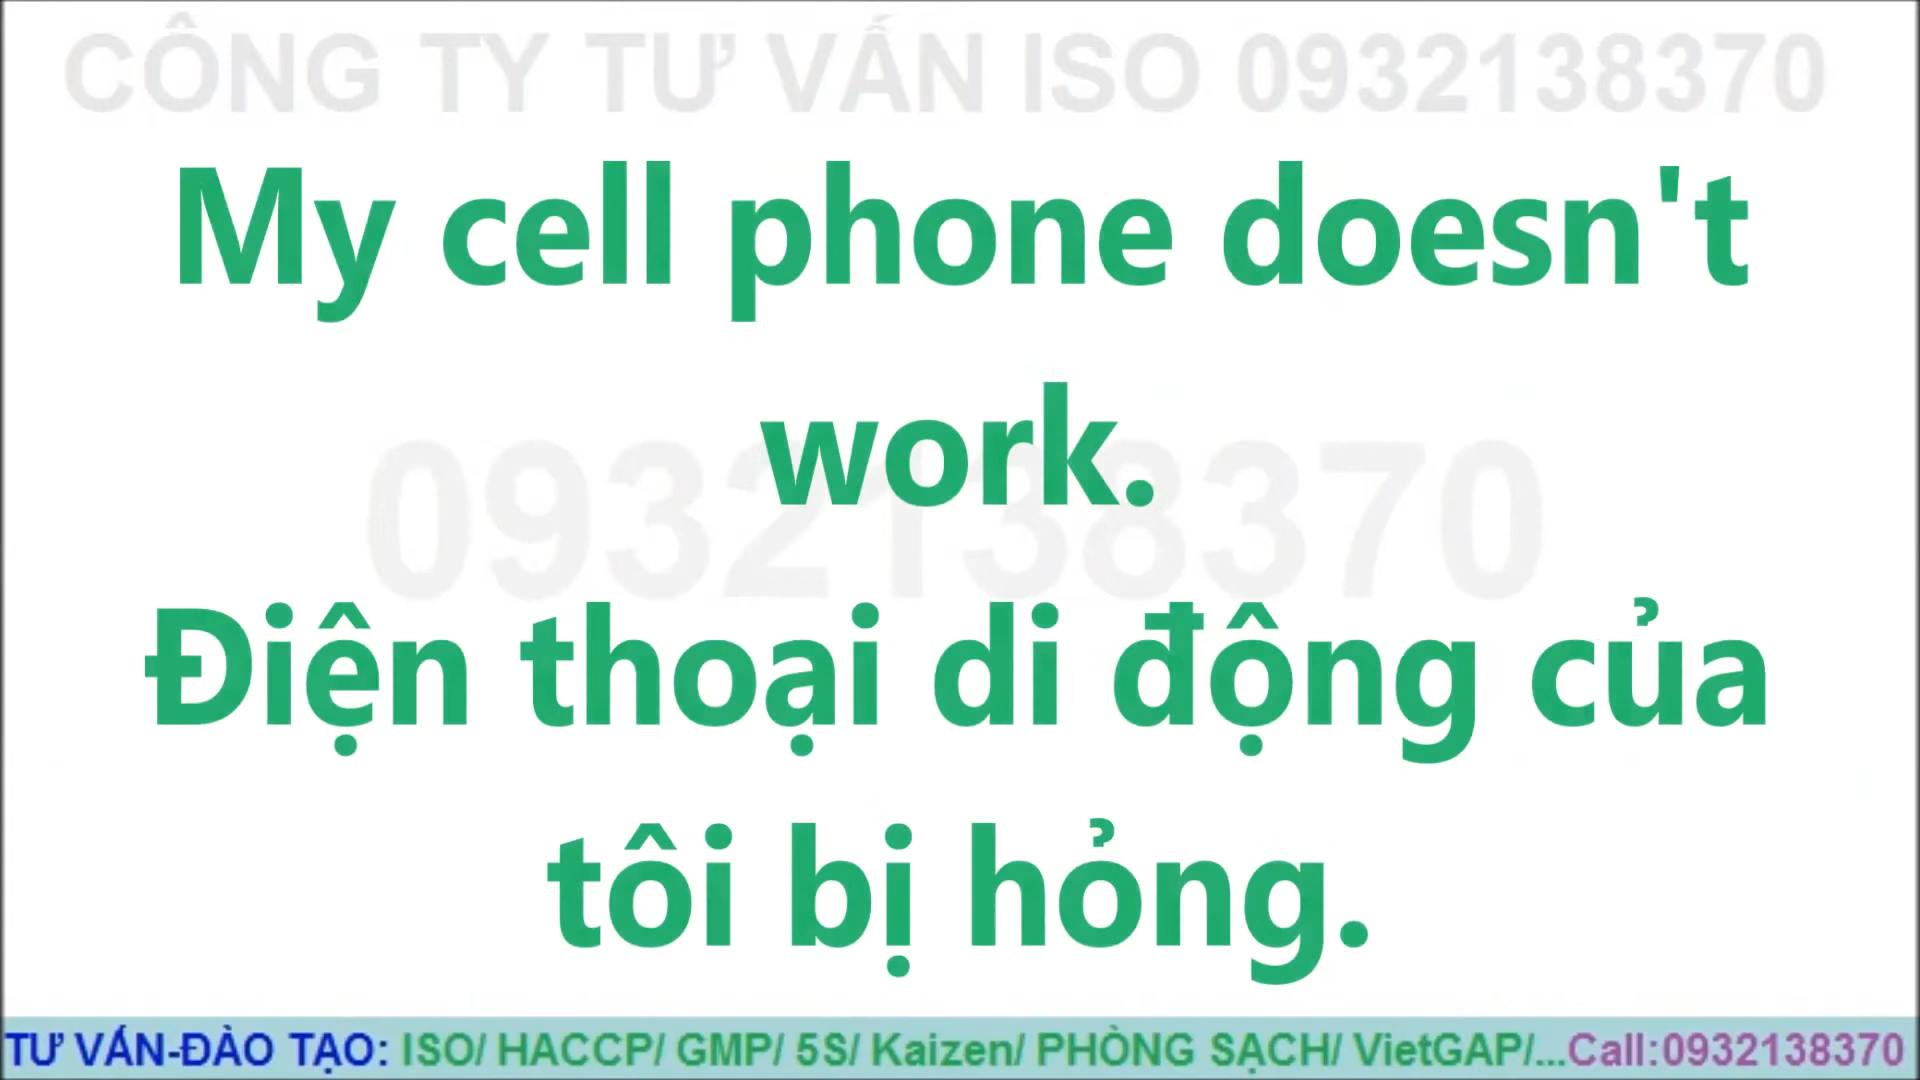 CÔNG TY TƯ VẤN ISO 0932138370
My cell phone doesn't
work.
0932138370
Điện thoại di động của
tôi bị hỏng.
TƯ VẤN-ĐÀO TẠO: ISO/ HACCP/ GMP/ 5S/ Kaizen/ PHÒNG SẠCH/ VietGAP/...Call:0932138370